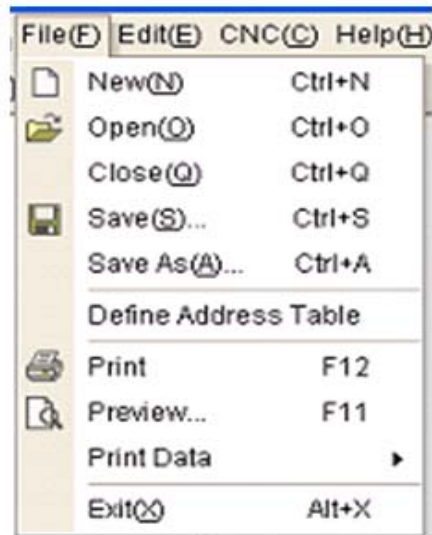 File(F) Edit(E) CNC(C) Help(H)
New(N) Ctrl+N
Open(O) Ctrl+O
Close(Q) Ctrl+Q
Save(S)... Ctrl+S
Save As(A)... Ctrl+A
Define Address Table
Print F12
Preview... F11
Print Data
Exit(X) Alt+X